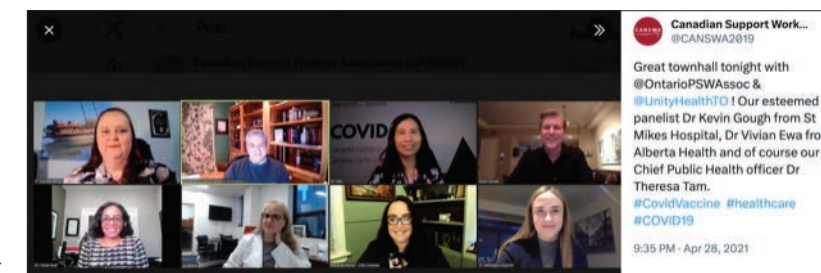 Post
COVID
CANSWA
Canadian Support Work...
@CANSWA2019
Great townhall tonight with
@OntarioPSWAssoc &
@UnityHealthTO ! Our esteemed
panelist Dr Kevin Gough from St
Mikes Hospital, Dr Vivian Ewa fro
Alberta Health and of course our
Chief Public Health officer Dr
Theresa Tam.
#CovidVaccine #healthcare
#COVID19
9:35 PM · Apr 28, 2021